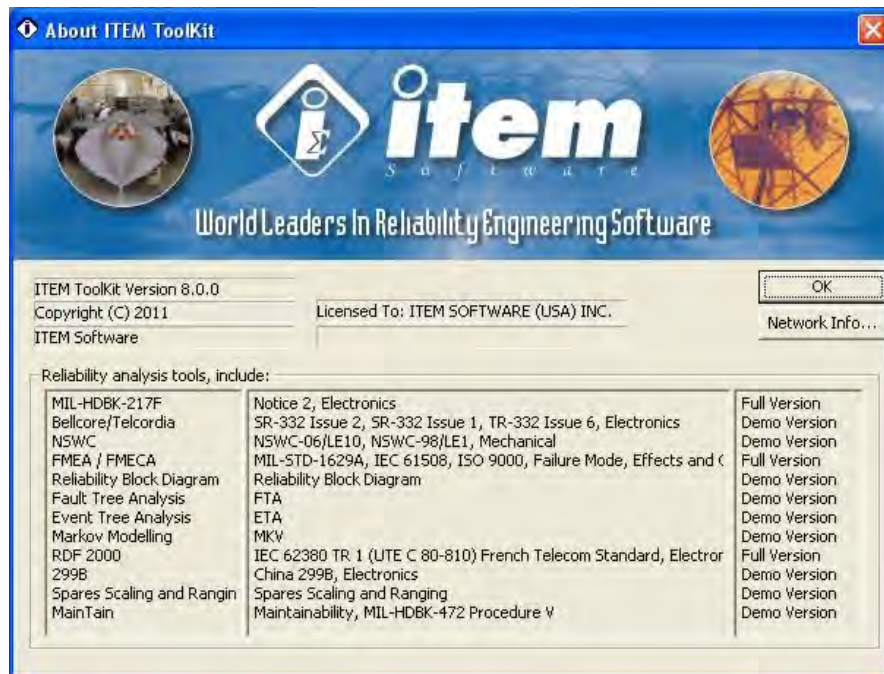 About ITEM ToolKit
item
Software
World Leaders In Reliability Engineering Software
ITEM ToolKit Version 8.0.0
Copyright (C) 2011
ITEM Software
Licensed To: ITEM SOFTWARE (USA) INC.
OK
Network Info...
Reliability analysis tools, include:
MIL-HDBK-217F Notice 2, Electronics Full Version
Bellcore/Telcordia SR-332 Issue 2, SR-332 Issue 1, TR-332 Issue 6, Electronics Demo Version
NSWC NSWC-06/LE10, NSWC-98/LE1, Mechanical Demo Version
FMEA / FMECA MIL-STD-1629A, IEC 61508, ISO 9000, Failure Mode, Effects and Full Version
Reliability Block Diagram Reliability Block Diagram Demo Version
Fault Tree Analysis FTA Demo Version
Event Tree Analysis ETA Demo Version
Markov Modelling MKV Demo Version
RDF 2000 IEC 62380 TR 1 (UTE C 80-810) French Telecom Standard, Electror Full Version
299B China 299B, Electronics Demo Version
Spares Scaling and Rangin Spares Scaling and Ranging Demo Version
MainTain Maintainability, MIL-HDBK-472 Procedure V Demo Version